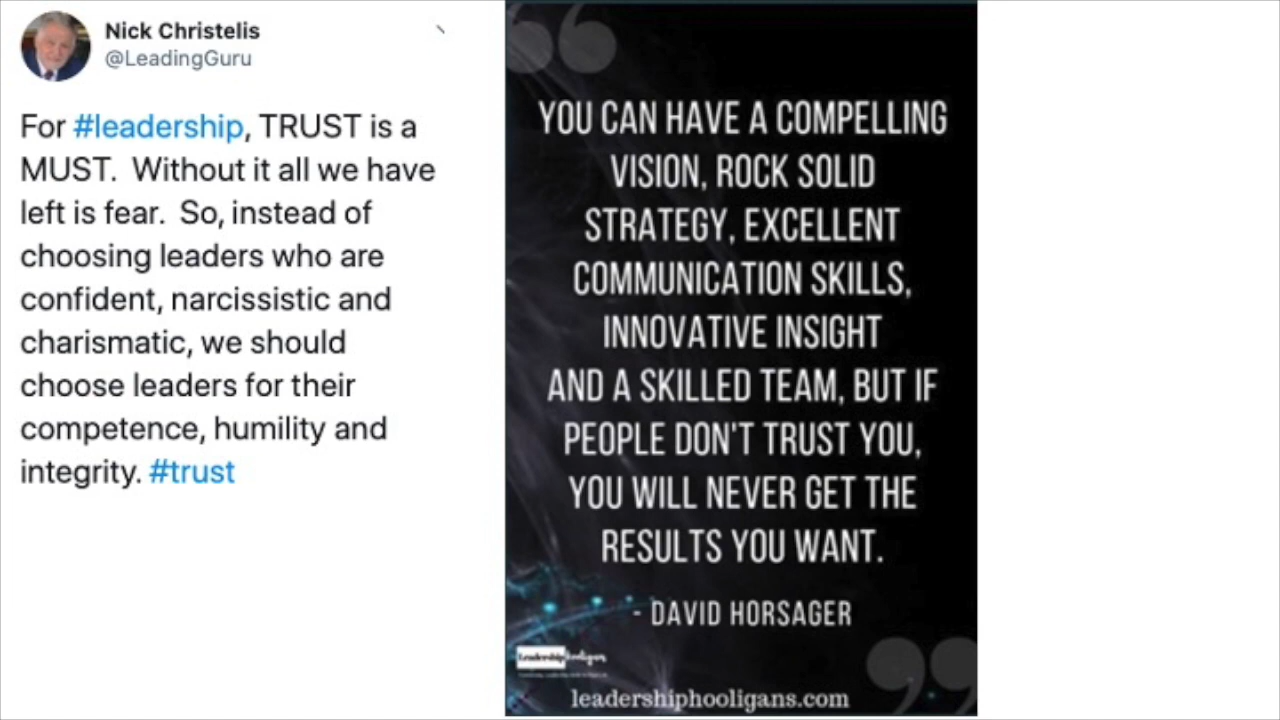 Nick Christelis
@LeadingGuru
For #leadership, TRUST is a
MUST.  Without it all we have
left is fear.  So, instead of
choosing leaders who are
confident, narcissistic and
charismatic, we should
choose leaders for their
competence, humility and
integrity. #trust
YOU CAN HAVE A COMPELLING
VISION, ROCK SOLID
STRATEGY, EXCELLENT
COMMUNICATION SKILLS,
INNOVATIVE INSIGHT
AND A SKILLED TEAM, BUT IF
PEOPLE DON'T TRUST YOU,
YOU WILL NEVER GET THE
RESULTS YOU WANT.
- DAVID HORSAGER
Leadershiphooligans
leadershiphooligans.com